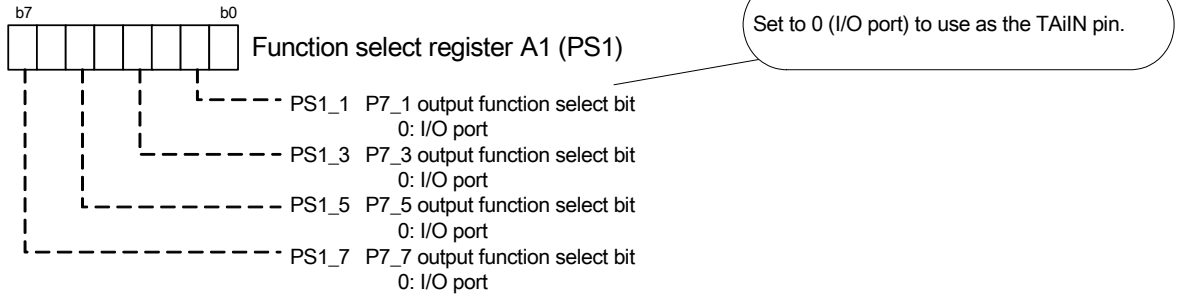 b7 b0
Set to 0 (I/O port) to use as the TAiIN pin.
Function select register A1 (PS1)
PS1_1 P7_1 output function select bit
0: I/O port
PS1_3 P7_3 output function select bit
0: I/O port
PS1_5 P7_5 output function select bit
0: I/O port
PS1_7 P7_7 output function select bit
0: I/O port